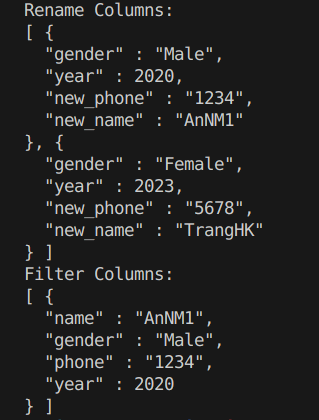 Rename Columns:
[ {
  "gender" : "Male",
  "year" : 2020,
  "new_phone" : "1234",
  "new_name" : "AnNM1"
}, {
  "gender" : "Female",
  "year" : 2023,
  "new_phone" : "5678",
  "new_name" : "TrangHK"
} ]
Filter Columns:
[ {
  "name" : "AnNM1",
  "gender" : "Male",
  "phone" : "1234",
  "year" : 2020
} ]